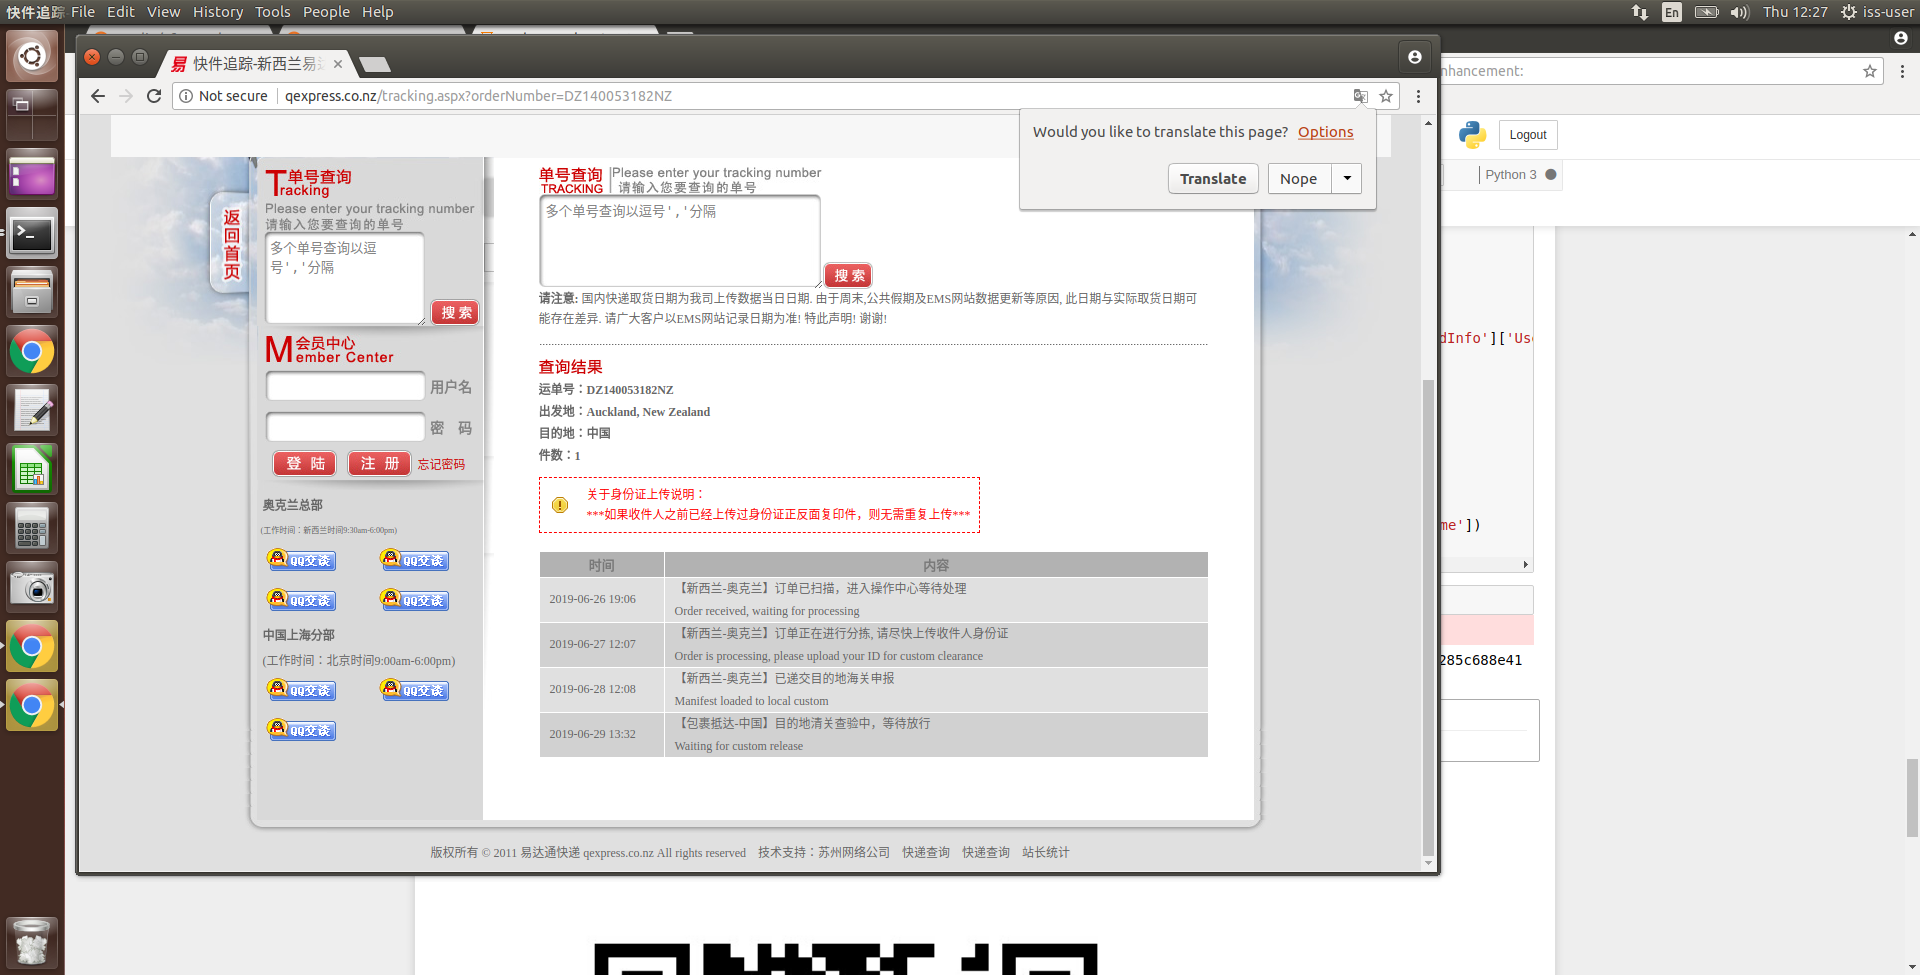 快件追踪 File Edit View History Tools People Help
En Thu 12:27 iss-user
快件追踪-新西兰易
Not secure qexpress.co.nz/tracking.aspx?orderNumber=DZ140053182NZ
nhancement:
Would you like to translate this page? Options
Translate Nope
Logout
Python 3
返回首页
T单号查询
racking
Please enter your tracking number
请输入您要查询的单号
多个单号查询以逗
号','分隔
搜 索
M会员中心
ember Center
用户名
密 码
登 陆 注 册 忘记密码
奥克兰总部
(工作时间：新西兰时间9:30am-6:00pm)
QQ交谈 QQ交谈
QQ交谈 QQ交谈
中国上海分部
(工作时间：北京时间9:00am-6:00pm)
QQ交谈 QQ交谈
QQ交谈
单号查询 Please enter your tracking number
TRACKING 请输入您要查询的单号
多个单号查询以逗号','分隔
搜 索
请注意: 国内快递取货日期为我司上传数据当日日期. 由于周末,公共假期及EMS网站数据更新等原因, 此日期与实际取货日期可
能存在差异. 请广大客户以EMS网站记录日期为准! 特此声明! 谢谢!
查询结果
运单号：DZ140053182NZ
出发地：Auckland, New Zealand
目的地：中国
件数：1
关于身份证上传说明：
***如果收件人之前已经上传过身份证正反面复印件，则无需重复上传***
时间 内容
2019-06-26 19:06 【新西兰-奥克兰】订单已扫描，进入操作中心等待处理
Order received, waiting for processing
2019-06-27 12:07 【新西兰-奥克兰】订单正在进行分拣, 请尽快上传收件人身份证
Order is processing, please upload your ID for custom clearance
2019-06-28 12:08 【新西兰-奥克兰】已递交目的地海关申报
Manifest loaded to local custom
2019-06-29 13:32 【包裹抵达-中国】目的地清关查验中，等待放行
Waiting for custom release
版权所有 © 2011 易达通快递 qexpress.co.nz All rights reserved 技术支持：苏州网络公司 快递查询 快递查询 站长统计
dInfo']['Use
me'])
285c688e41